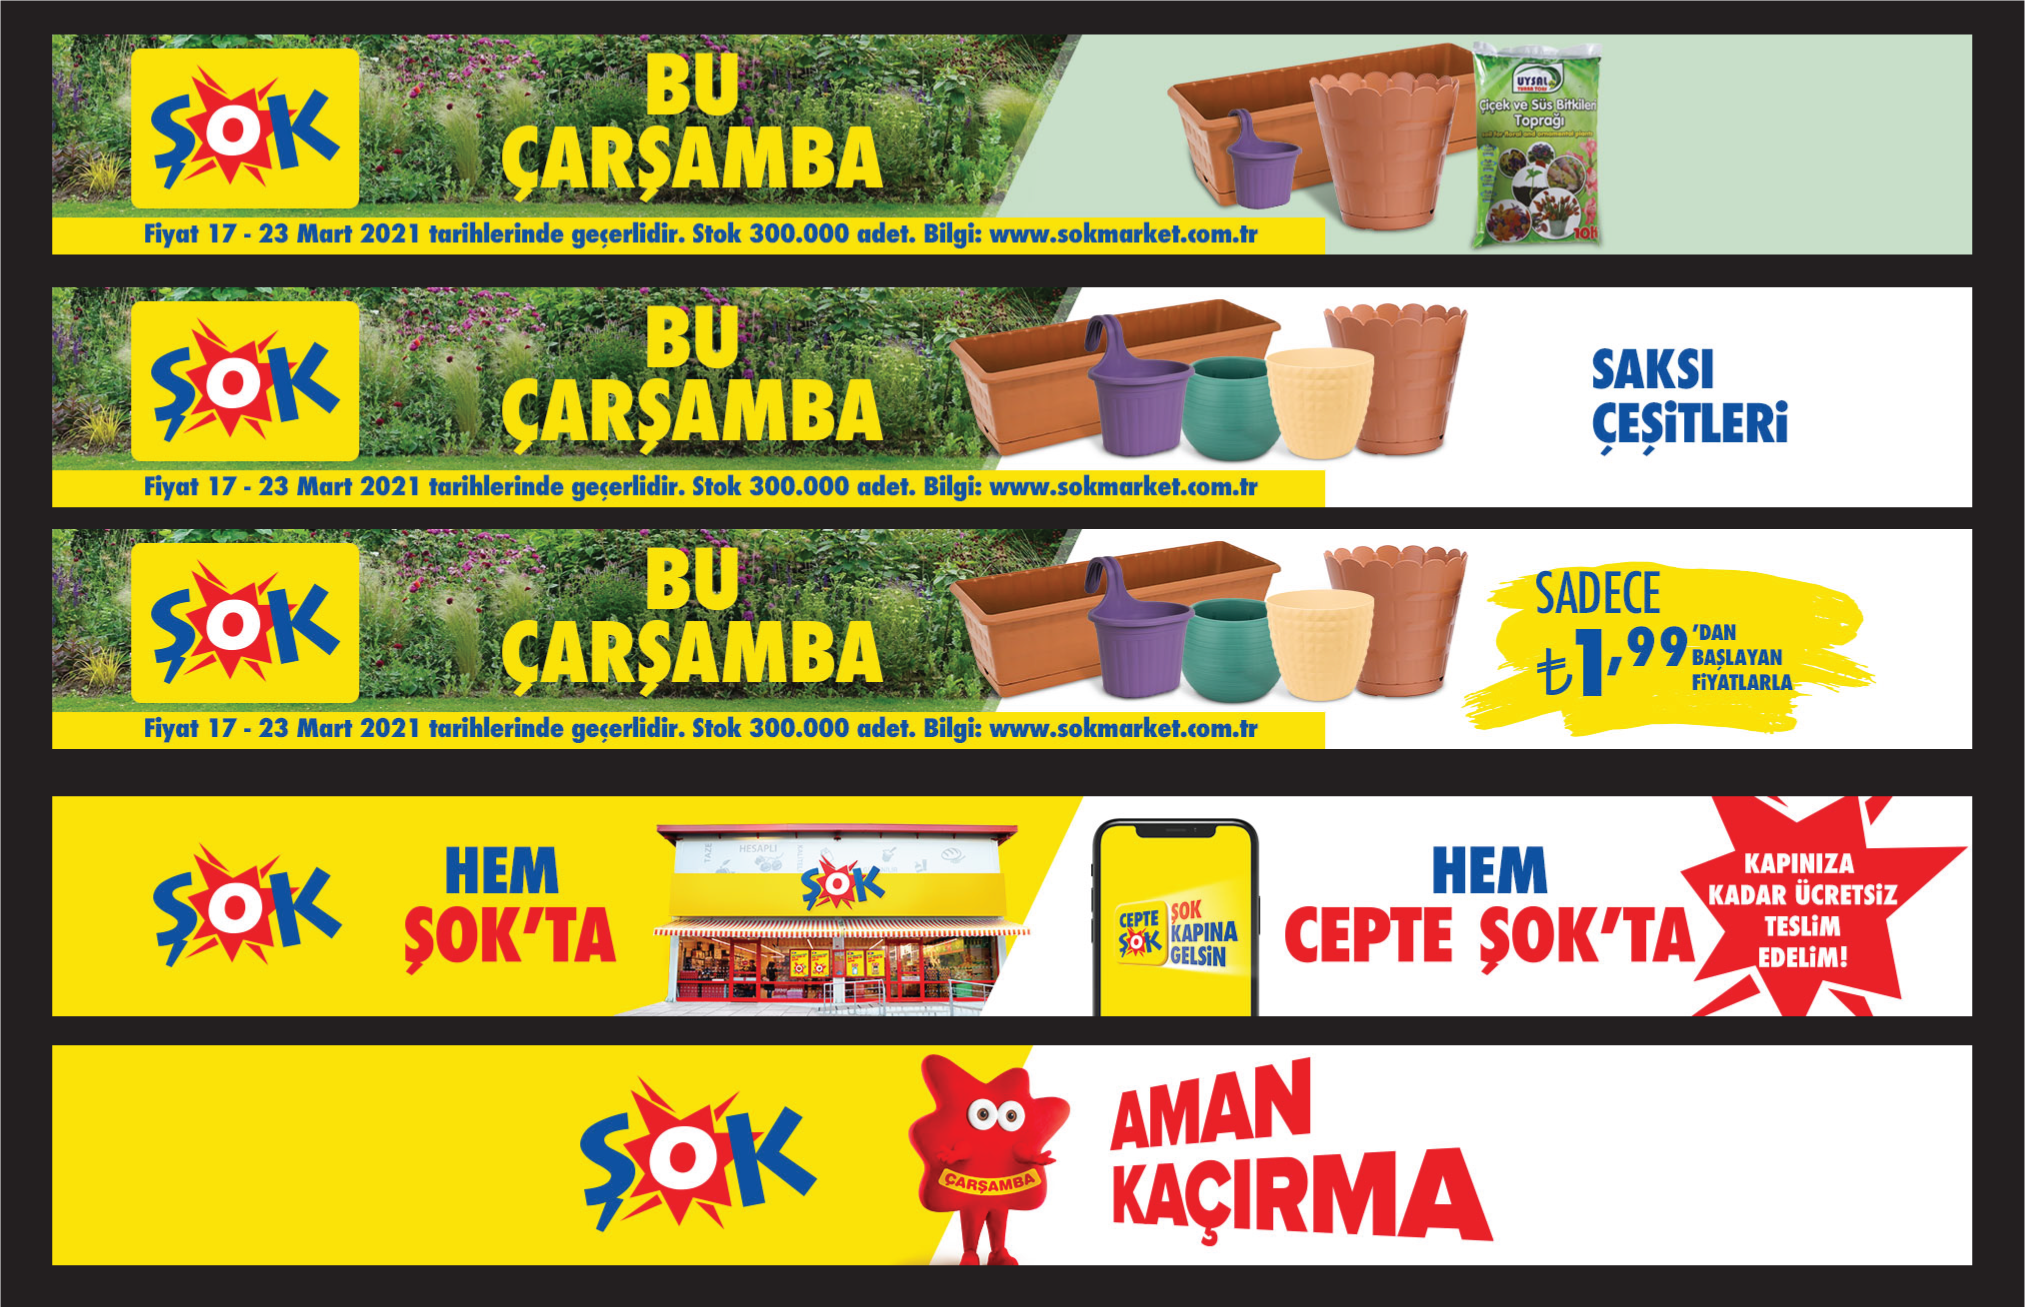 ŞOK
BU
ÇARŞAMBA
UYSAL
Çiçek ve Süs Bitkileri
Toprağı
10lt
Fiyat 17 - 23 Mart 2021 tarihlerinde geçerlidir. Stok 300.000 adet. Bilgi: www.sokmarket.com.tr
ŞOK
BU
ÇARŞAMBA
SAKSI
ÇEŞİTLERİ
Fiyat 17 - 23 Mart 2021 tarihlerinde geçerlidir. Stok 300.000 adet. Bilgi: www.sokmarket.com.tr
ŞOK
BU
ÇARŞAMBA
SADECE
₺1,99 'DAN
BAŞLAYAN
FİYATLARLA
Fiyat 17 - 23 Mart 2021 tarihlerinde geçerlidir. Stok 300.000 adet. Bilgi: www.sokmarket.com.tr
ŞOK
HEM
ŞOK'TA
TAZE
HESAPLI
ŞOK
CEPTE
ŞOK
ŞOK
KAPINA
GELSİN
HEM
CEPTE ŞOK'TA
KAPINIZA
KADAR ÜCRETSİZ
TESLİM
EDELİM!
ŞOK
ÇARŞAMBA
AMAN
KAÇIRMA